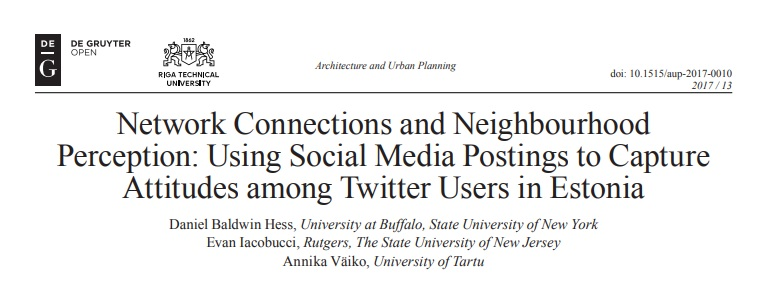 DE
G
DE GRUYTER
OPEN
1862
RIGA TECHNICAL
UNIVERSITY
Architecture and Urban Planning
doi: 10.1515/aup-2017-0010
2017 / 13
Network Connections and Neighbourhood
Perception: Using Social Media Postings to Capture
Attitudes among Twitter Users in Estonia
Daniel Baldwin Hess, University at Buffalo, State University of New York
Evan Iacobucci, Rutgers, The State University of New Jersey
Annika Väiko, University of Tartu